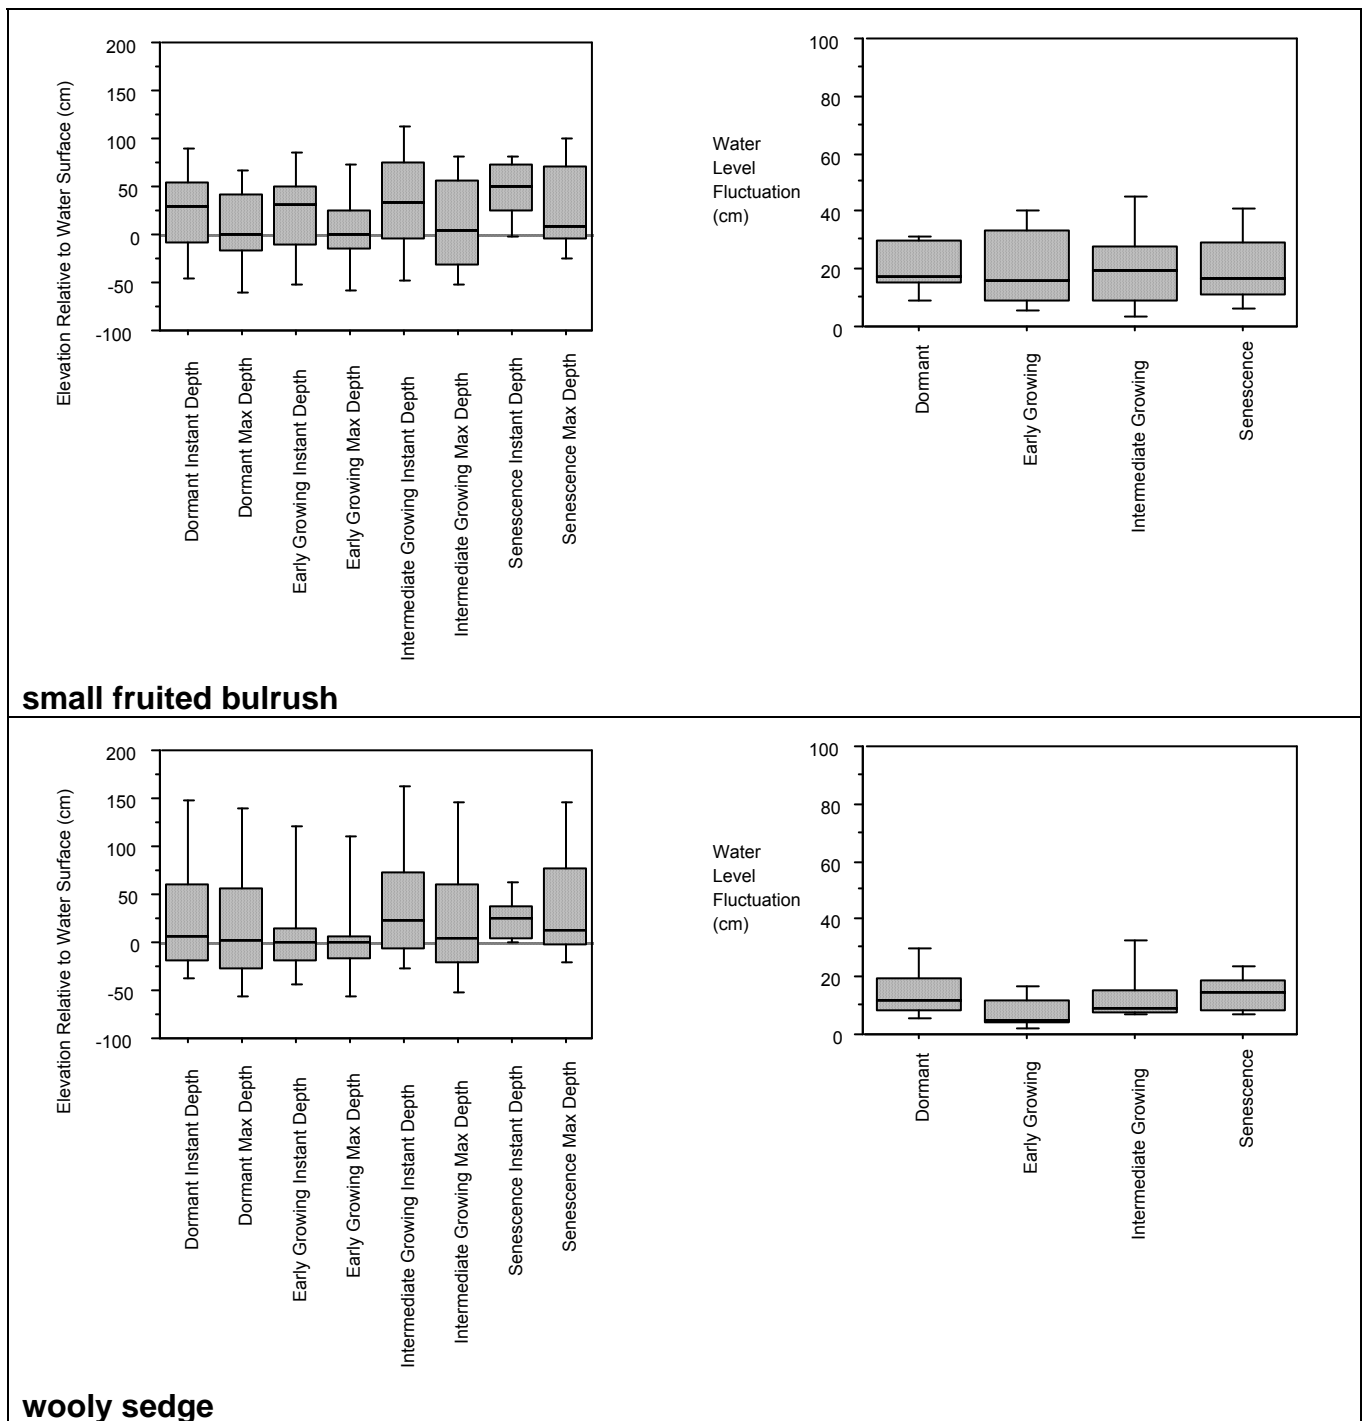 200
150
100
50
0
-50
-100
Elevation Relative to Water Surface (cm)
Dormant Instant Depth
Dormant Max Depth
Early Growing Instant Depth
Early Growing Max Depth
Intermediate Growing Instant Depth
Intermediate Growing Max Depth
Senescence Instant Depth
Senescence Max Depth
100
80
60
40
20
0
Water
Level
Fluctuation
(cm)
Dormant
Early Growing
Intermediate Growing
Senescence
small fruited bulrush
200
150
100
50
0
-50
-100
Elevation Relative to Water Surface (cm)
Dormant Instant Depth
Dormant Max Depth
Early Growing Instant Depth
Early Growing Max Depth
Intermediate Growing Instant Depth
Intermediate Growing Max Depth
Senescence Instant Depth
Senescence Max Depth
100
80
60
40
20
0
Water
Level
Fluctuation
(cm)
Dormant
Early Growing
Intermediate Growing
Senescence
wooly sedge